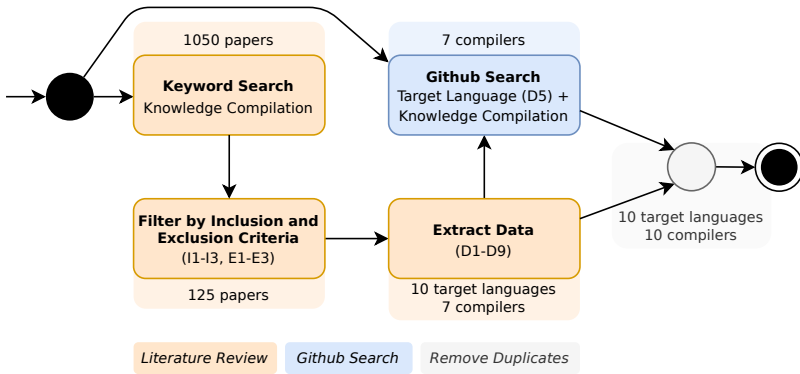 1050 papers
Keyword Search
Knowledge Compilation
7 compilers
Github Search
Target Language (D5) +
Knowledge Compilation
Filter by Inclusion and
Exclusion Criteria
(I1-I3, E1-E3)
125 papers
Extract Data
(D1-D9)
10 target languages
7 compilers
10 target languages
10 compilers
Literature Review
Github Search
Remove Duplicates